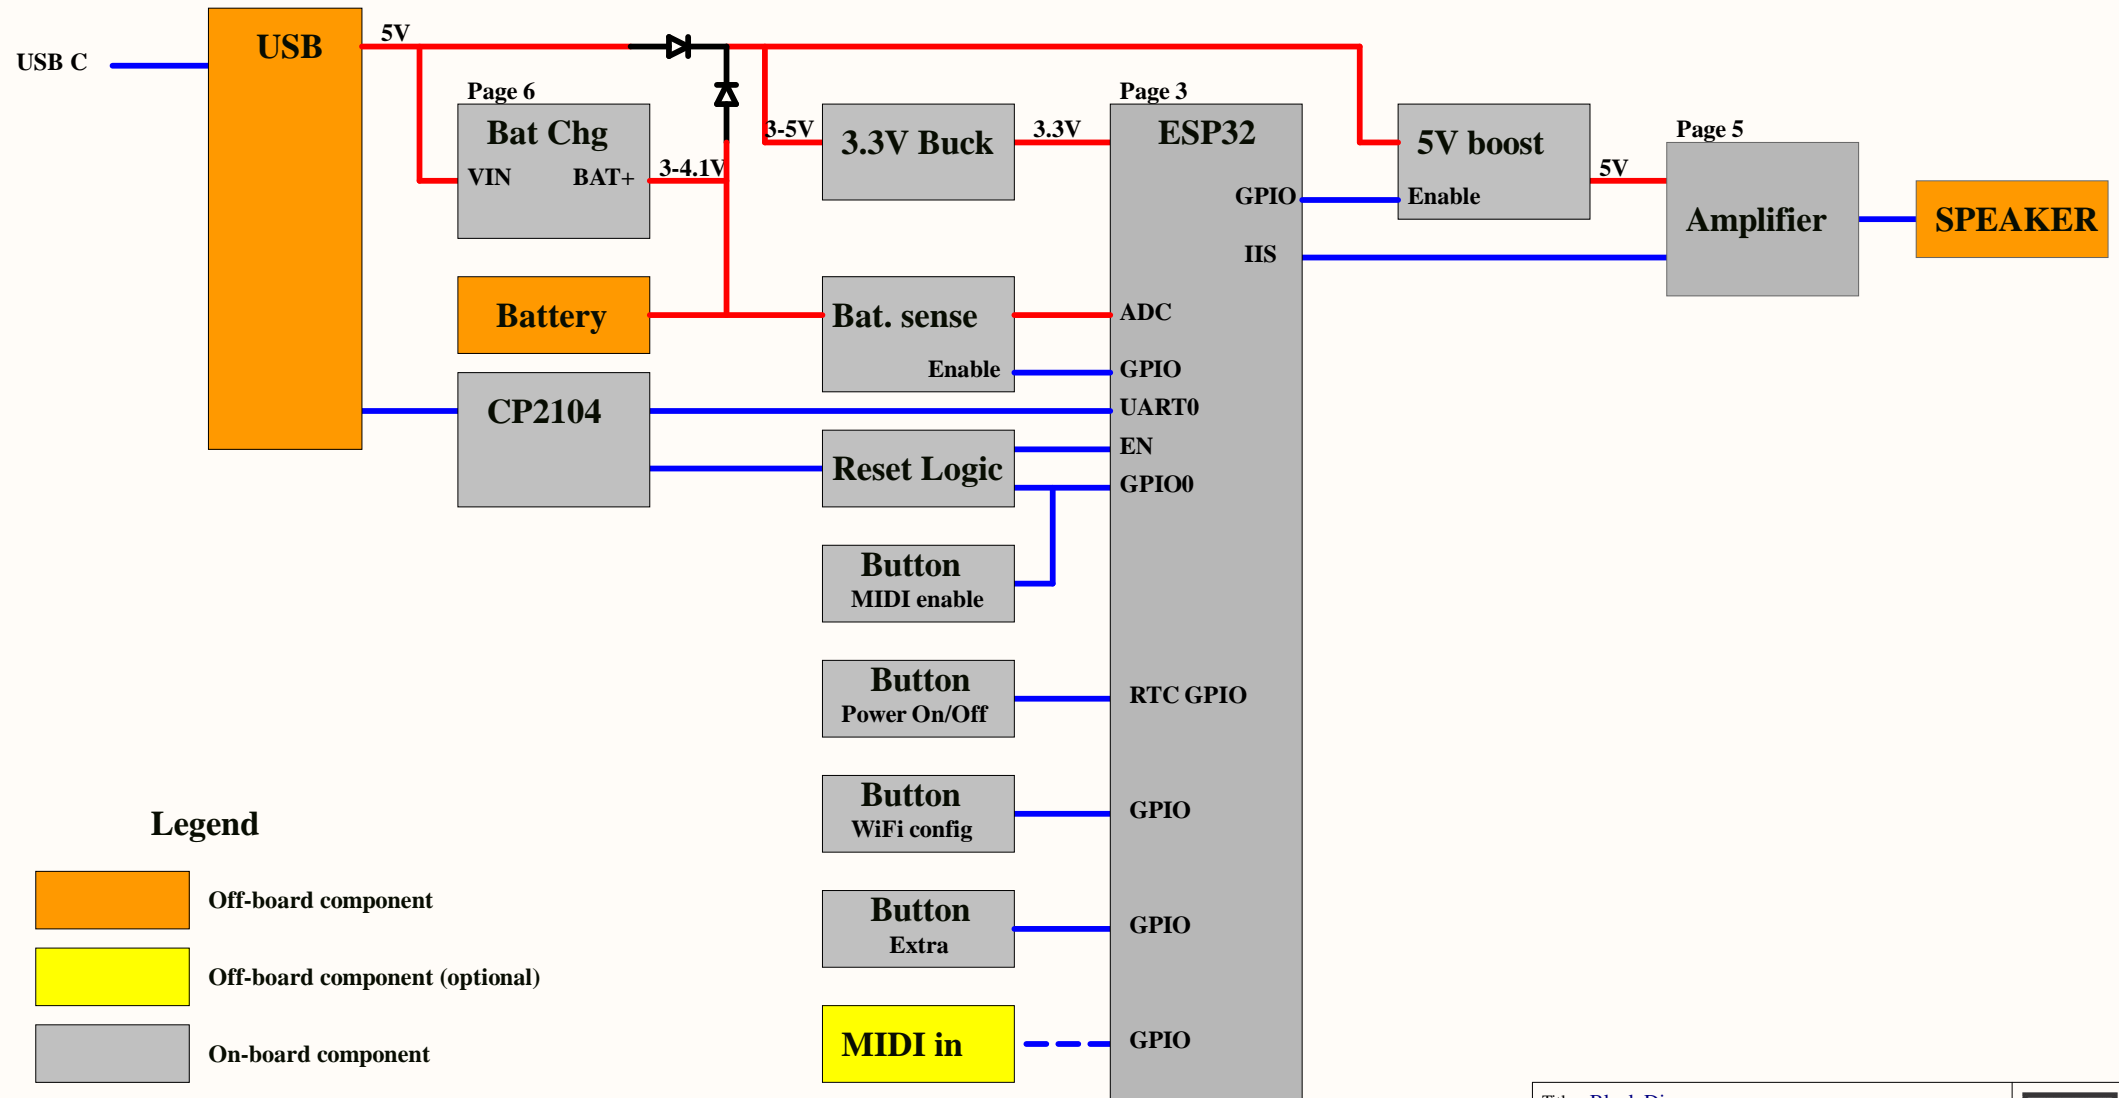 USB C
USB
5V
Page 6
Bat Chg
VIN
BAT+
3-4.1V
3-5V
3.3V Buck
3.3V
Page 3
ESP32
GPIO
IIS
5V boost
Enable
5V
Page 5
Amplifier
SPEAKER
Battery
Bat. sense
Enable
ADC
GPIO
UART0
EN
GPIO0
CP2104
Reset Logic
Button
MIDI enable
Button
Power On/Off
RTC GPIO
Button
WiFi config
GPIO
Button
Extra
GPIO
MIDI in
GPIO
Legend
Off-board component
Off-board component (optional)
On-board component